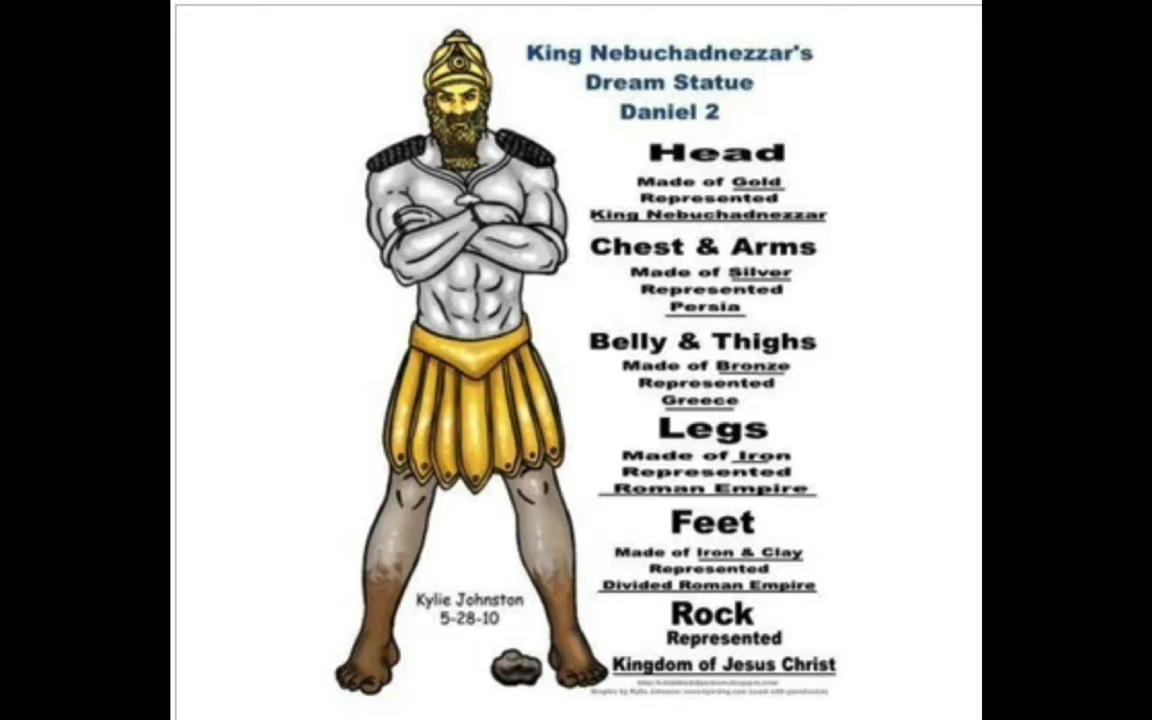 King Nebuchadnezzar's
Dream Statue
Daniel 2
Head
Made of Gold
Represented
King Nebuchadnezzar
Chest & Arms
Made of Silver
Represented
Persia
Belly & Thighs
Made of Bronze
Represented
Greece
Legs
Made of Iron
Represented
Roman Empire
Feet
Made of Iron & Clay
Represented
Divided Roman Empire
Rock
Represented
Kingdom of Jesus Christ
Kylie Johnston
5-28-10